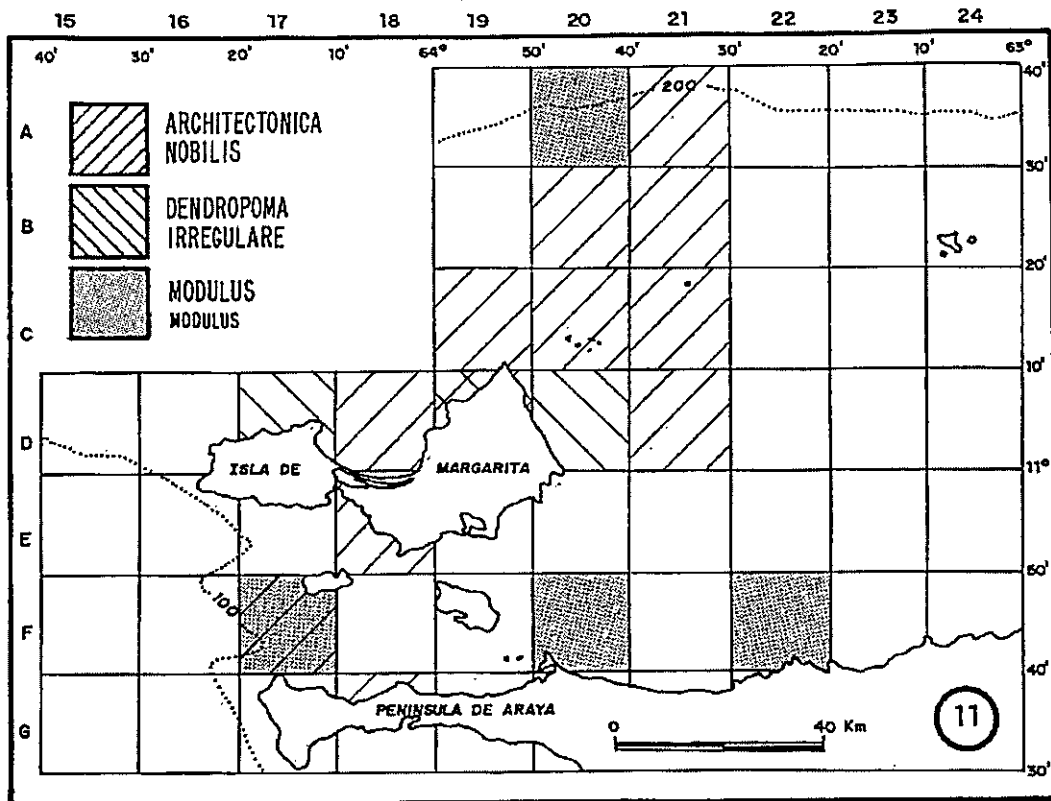 15 16 17 18 19 20 21 22 23 24
40' 30' 20' 10' 64° 50' 40' 30' 20' 10' 63°
40'
200
A
ARCHITECTONICA
NOBILIS
30'
B
DENDROPOMA
IRREGULARE
20'
MODULUS
MODULUS
C
10'
D
ISLA DE MARGARITA
11°
E
50'
100
F
40'
PENINSULA DE ARAYA
G
0 40 Km
11
30'